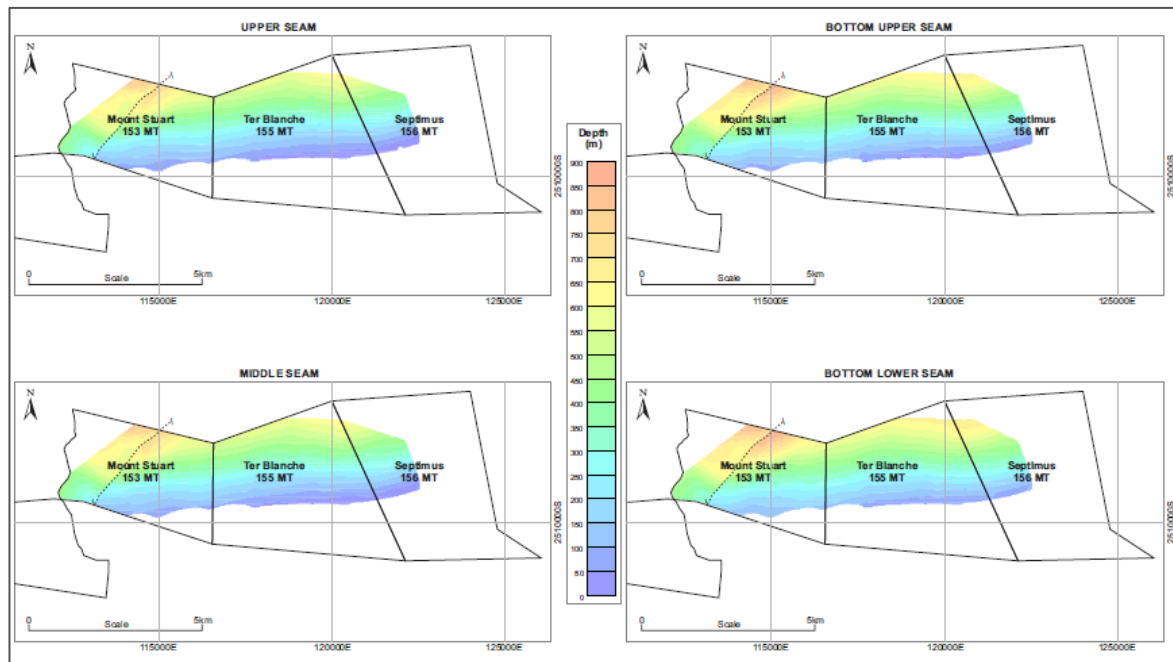 UPPER SEAM
N
Mount Stuart
153 MT
Ter Blanche
155 MT
Septimus
156 MT
2510000S
0 Scale 5km
115000E 120000E 125000E
BOTTOM UPPER SEAM
N
Mount Stuart
153 MT
Ter Blanche
155 MT
Septimus
156 MT
2510000S
0 Scale 5km
115000E 120000E 125000E
Depth
(m)
900
850
800
750
700
650
600
550
500
450
400
350
300
250
200
150
100
50
0
MIDDLE SEAM
N
Mount Stuart
153 MT
Ter Blanche
155 MT
Septimus
156 MT
2510000S
0 Scale 5km
115000E 120000E 125000E
BOTTOM LOWER SEAM
N
Mount Stuart
153 MT
Ter Blanche
155 MT
Septimus
156 MT
2510000S
0 Scale 5km
115000E 120000E 125000E